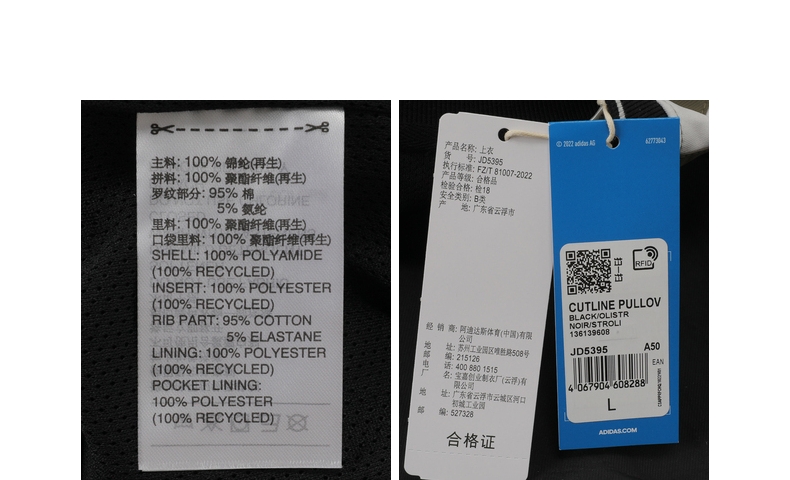 主料: 100% 锦纶(再生)
拼料: 100% 聚酯纤维(再生)
罗纹部分: 95% 棉
5% 氨纶
里料: 100% 聚酯纤维(再生)
口袋里料: 100% 聚酯纤维(再生)
SHELL: 100% POLYAMIDE
(100% RECYCLED)
INSERT: 100% POLYESTER
(100% RECYCLED)
RIB PART: 95% COTTON
5% ELASTANE
LINING: 100% POLYESTER
(100% RECYCLED)
POCKET LINING:
100% POLYESTER
(100% RECYCLED)
产品名称: 上衣
货 号: JD5395
执行标准: FZ/T 81007-2022
产品等级: 合格品
检验合格: 检18
安全类别: B类
产 地: 广东省云浮市
经 销 商: 阿迪达斯体育(中国)有限
公司
地 址: 苏州工业园区唯胜路508号
邮 编: 215126
电 话: 400 880 1515
厂 名: 宝嘉创业制衣厂(云浮)有
限公司
地 址: 广东省云浮市云城区河口
初城工业园
邮 编: 527328
合格证
© 2022 adidas AG
62773543
RFID
CUTLINE PULLOV
BLACK/OLISTR
NOIR/STROLI
136139608
JD5395 A50
EAN
4 067904 608288
L
ADIDAS.COM